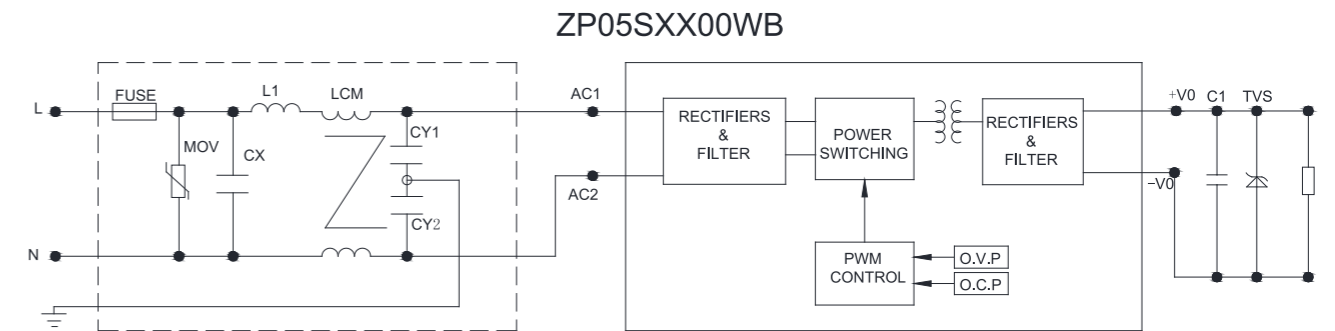 ZP05SXX00WB
L
FUSE
L1
LCM
MOV
CX
CY1
CY2
N
AC1
AC2
RECTIFIERS
&
FILTER
POWER
SWITCHING
RECTIFIERS
&
FILTER
PWM
CONTROL
O.V.P
O.C.P
+V0
C1
TVS
−V0